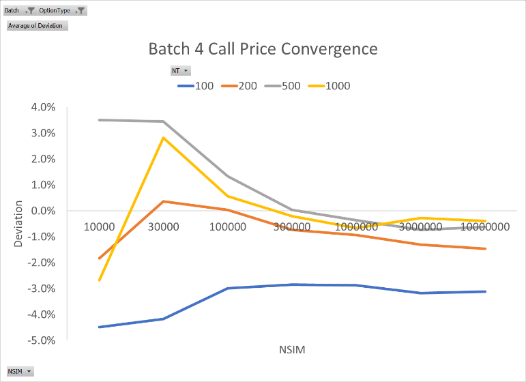 Batch OptionType
Average of Deviation
Batch 4 Call Price Convergence
NT
100 200 500 1000
4.0%
3.0%
2.0%
1.0%
0.0%
10000 30000 100000 300000 1000000 3000000 10000000
-1.0%
-2.0%
-3.0%
-4.0%
-5.0%
Deviation
NSIM
NSIM